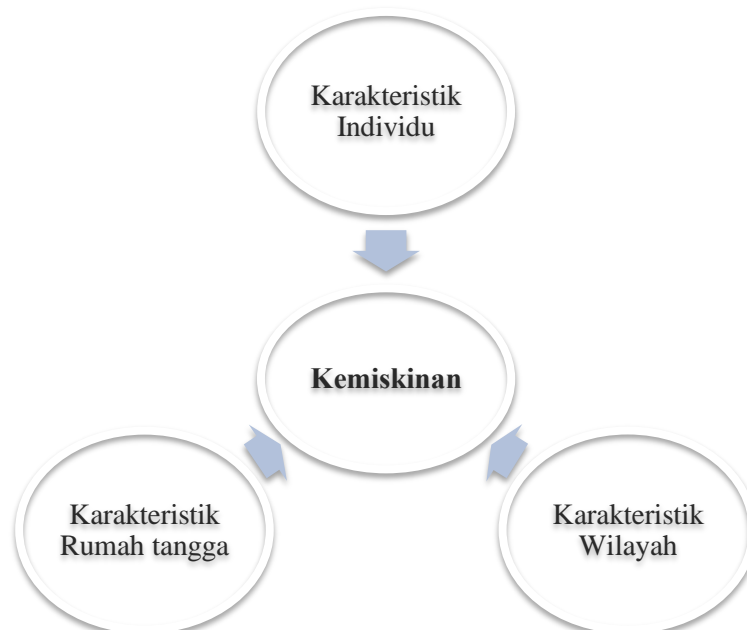 Karakteristik
Individu
Kemiskinan
Karakteristik
Rumah tangga
Karakteristik
Wilayah